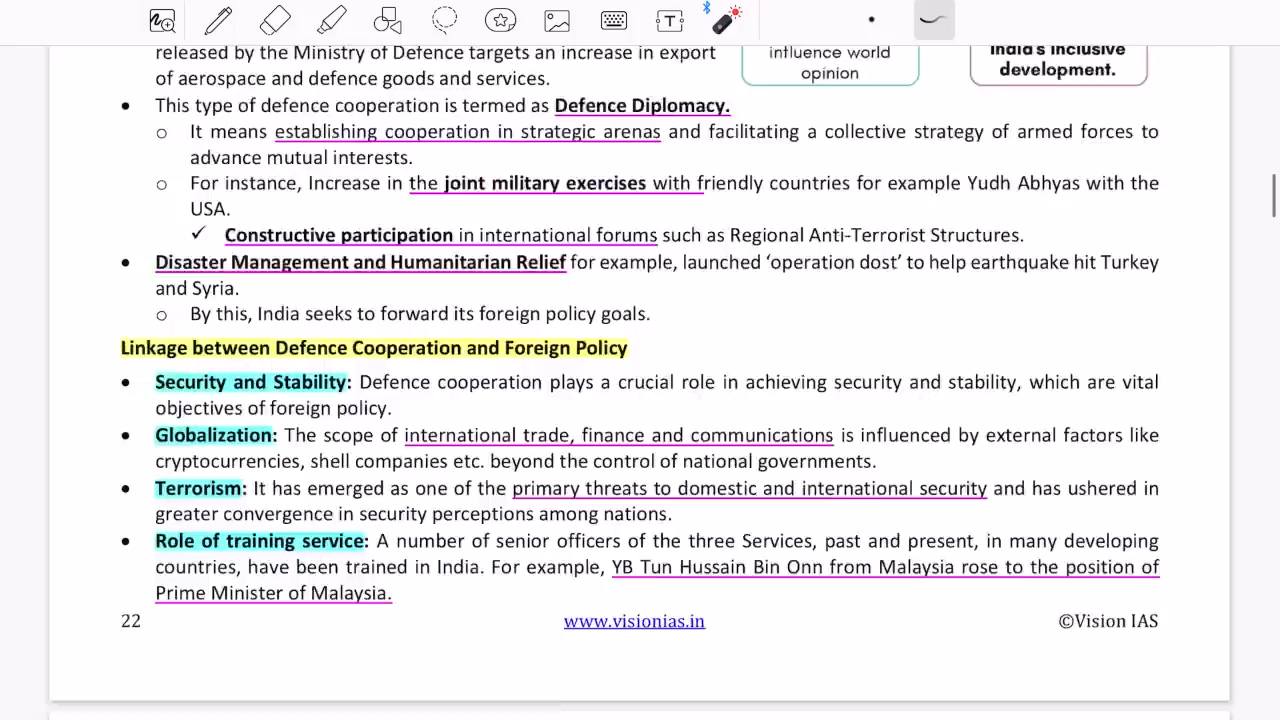 released by the Ministry of Defence targets an increase in export
of aerospace and defence goods and services.
influence world
opinion
India's inclusive
development.
• This type of defence cooperation is termed as Defence Diplomacy.
o It means establishing cooperation in strategic arenas and facilitating a collective strategy of armed forces to
advance mutual interests.
o For instance, Increase in the joint military exercises with friendly countries for example Yudh Abhyas with the
USA.
✓ Constructive participation in international forums such as Regional Anti-Terrorist Structures.
• Disaster Management and Humanitarian Relief for example, launched ‘operation dost’ to help earthquake hit Turkey
and Syria.
o By this, India seeks to forward its foreign policy goals.
Linkage between Defence Cooperation and Foreign Policy
• Security and Stability: Defence cooperation plays a crucial role in achieving security and stability, which are vital
objectives of foreign policy.
• Globalization: The scope of international trade, finance and communications is influenced by external factors like
cryptocurrencies, shell companies etc. beyond the control of national governments.
• Terrorism: It has emerged as one of the primary threats to domestic and international security and has ushered in
greater convergence in security perceptions among nations.
• Role of training service: A number of senior officers of the three Services, past and present, in many developing
countries, have been trained in India. For example, YB Tun Hussain Bin Onn from Malaysia rose to the position of
Prime Minister of Malaysia.
22 www.visionias.in ©Vision IAS